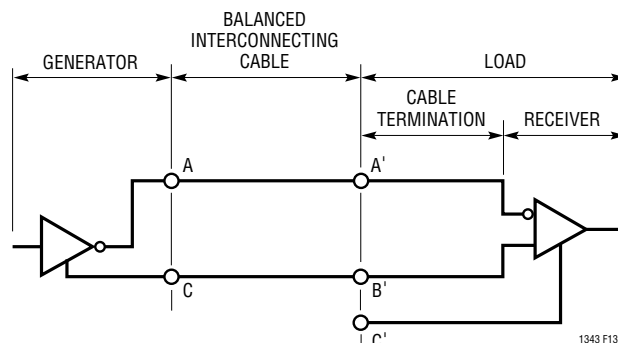 BALANCED
INTERCONNECTING
CABLE
GENERATOR
LOAD
CABLE
TERMINATION
RECEIVER
A
A'
C
B'
C'
1343 F13